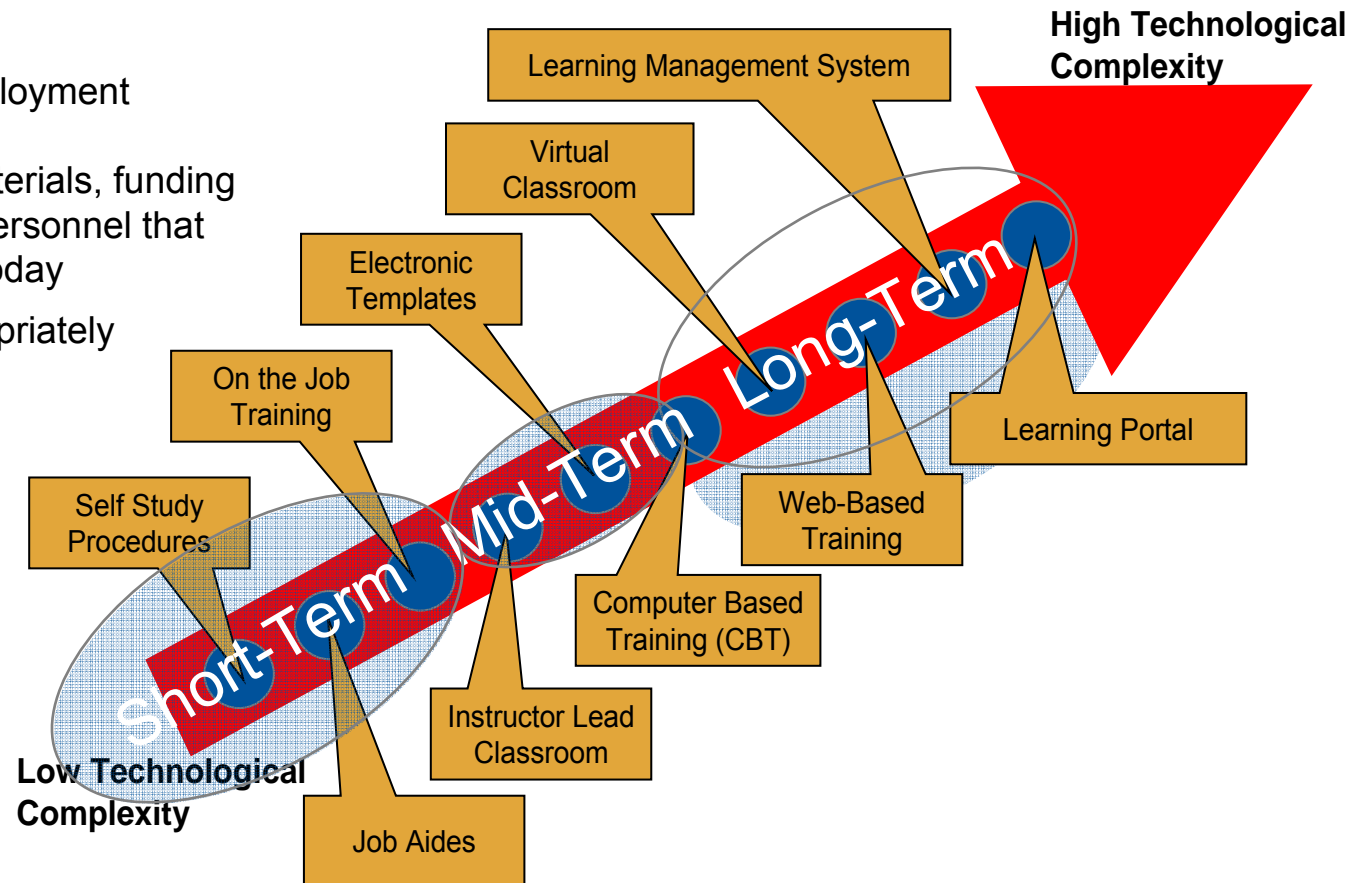 High Technological
Complexity
loyment
terials, funding
ersonnel that
oday
priately
Learning Management System
Virtual
Classroom
Electronic
Templates
On the Job
Training
Self Study
Procedures
Short-Term
Mid-Term
Long-Term
Learning Portal
Web-Based
Training
Computer Based
Training (CBT)
Instructor Lead
Classroom
Job Aides
Low Technological
Complexity